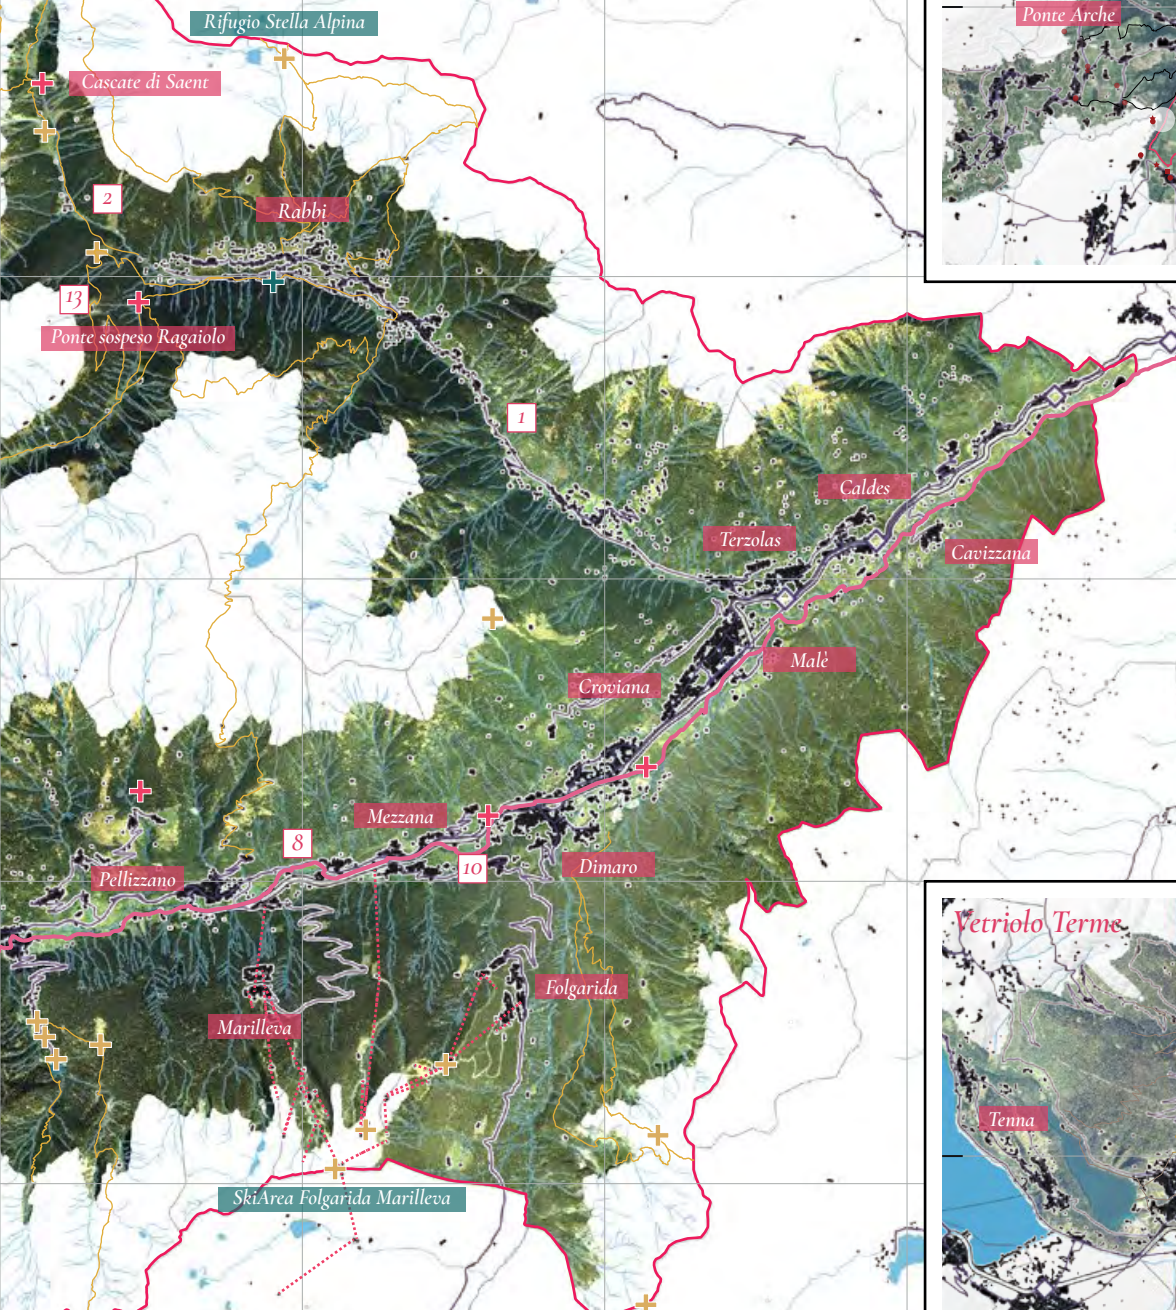 Rifugio Stella Alpina
Ponte Arche
Cascate di Saent
2
Rabbi
13
Ponte sospeso Ragaiolo
1
Caldes
Terzolas
Cavizzana
Malè
Croviana
Mezzana
8
10
Dimaro
Pellizzano
Vetriolo Terme
Folgarida
Marilleva
Tenna
SkiArea Folgarida Marilleva